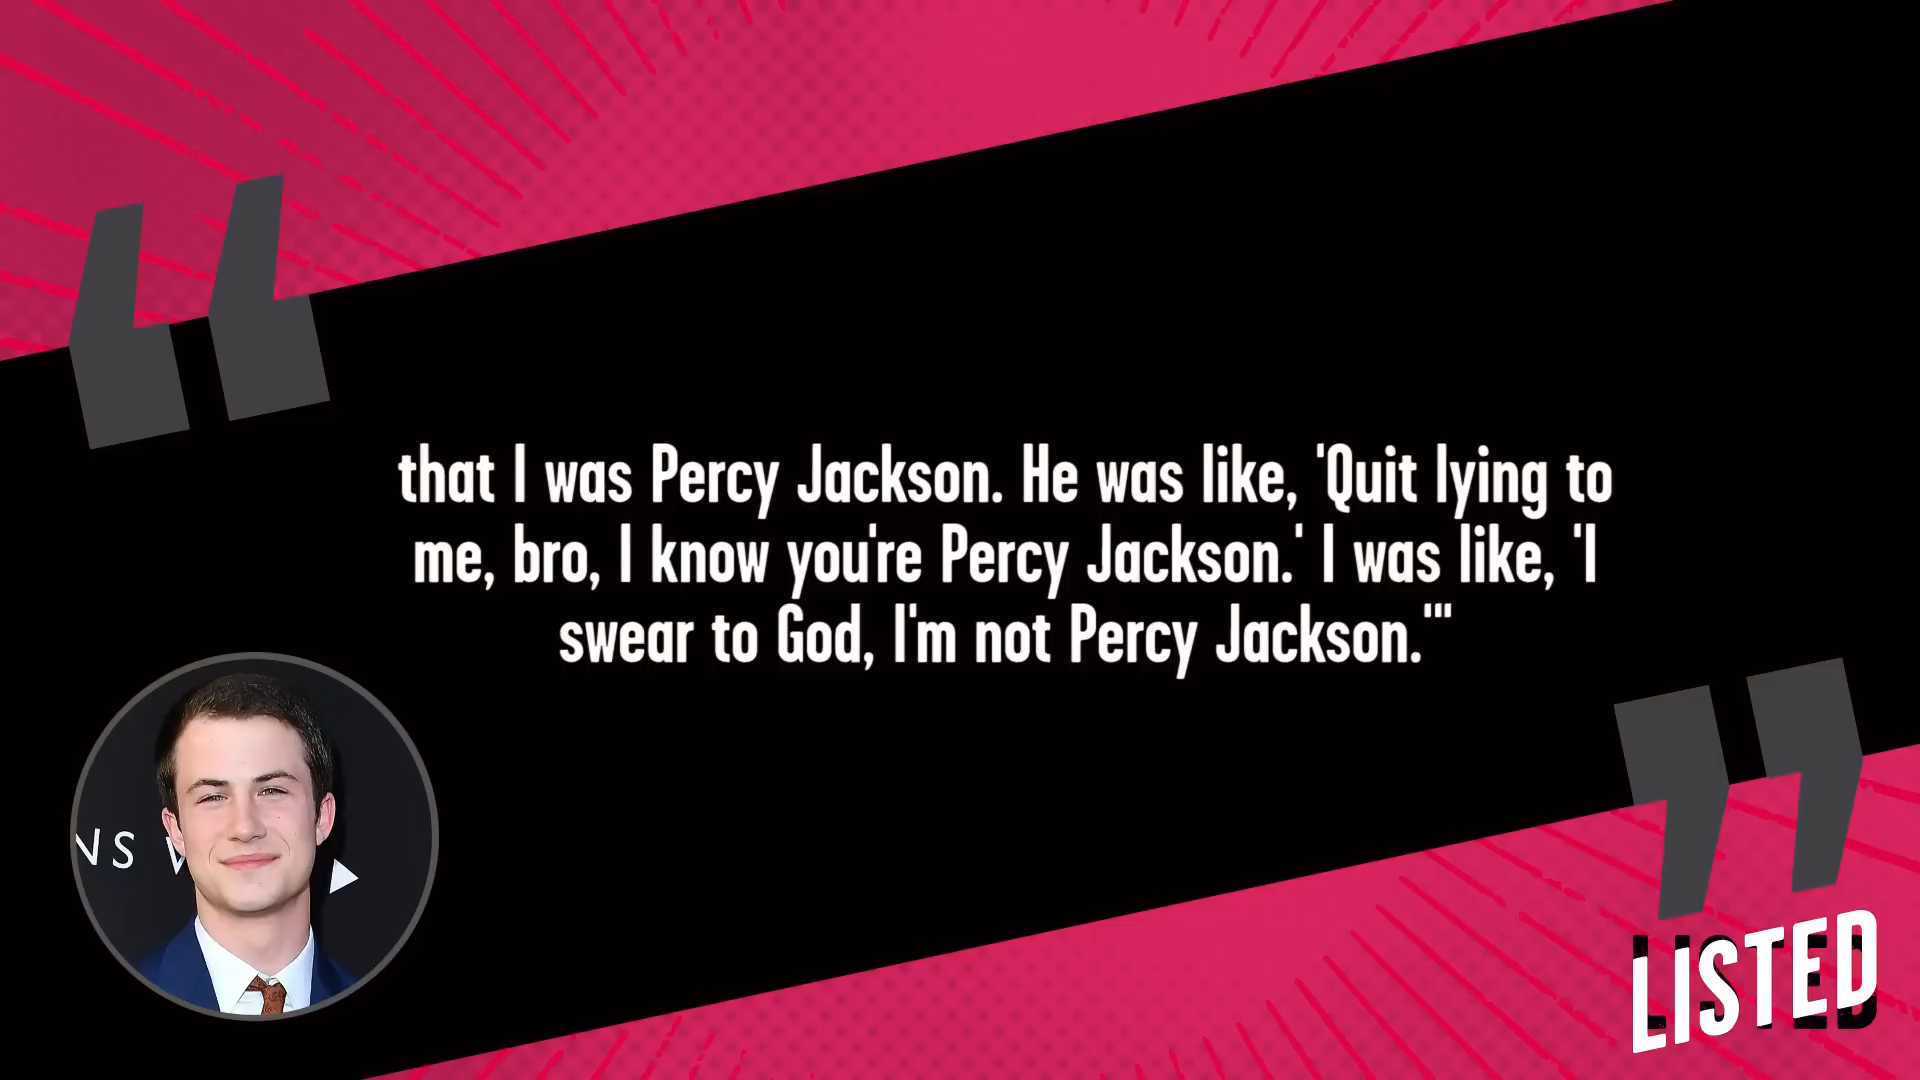 that I was Percy Jackson. He was like, 'Quit lying to
me, bro, I know you're Percy Jackson.' I was like, 'I
swear to God, I'm not Percy Jackson.'"
NS
LISTED